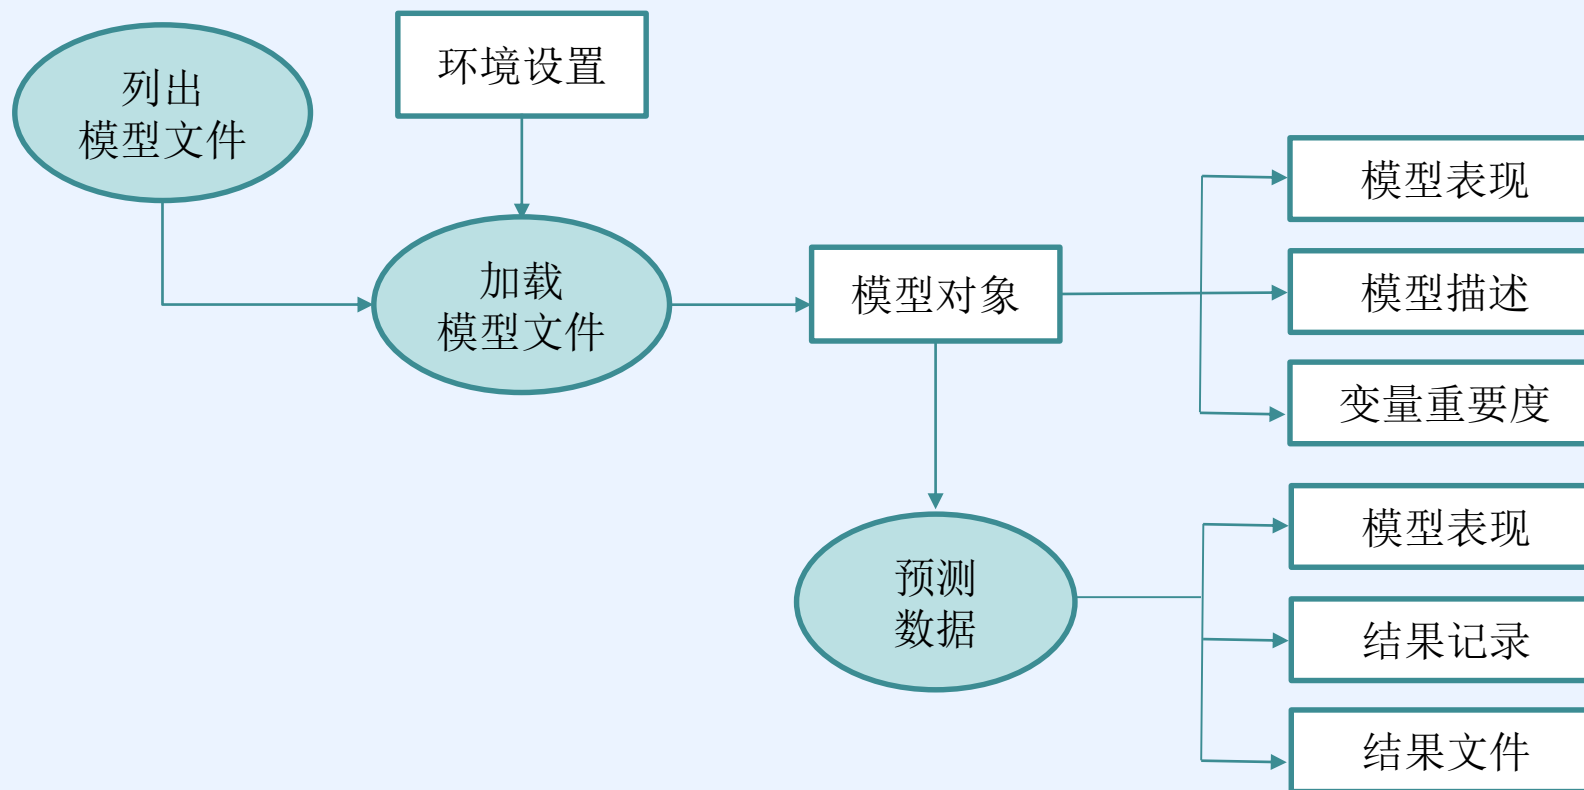 列出
模型文件
环境设置
加载
模型文件
模型对象
模型表现
模型描述
变量重要度
预测
数据
模型表现
结果记录
结果文件